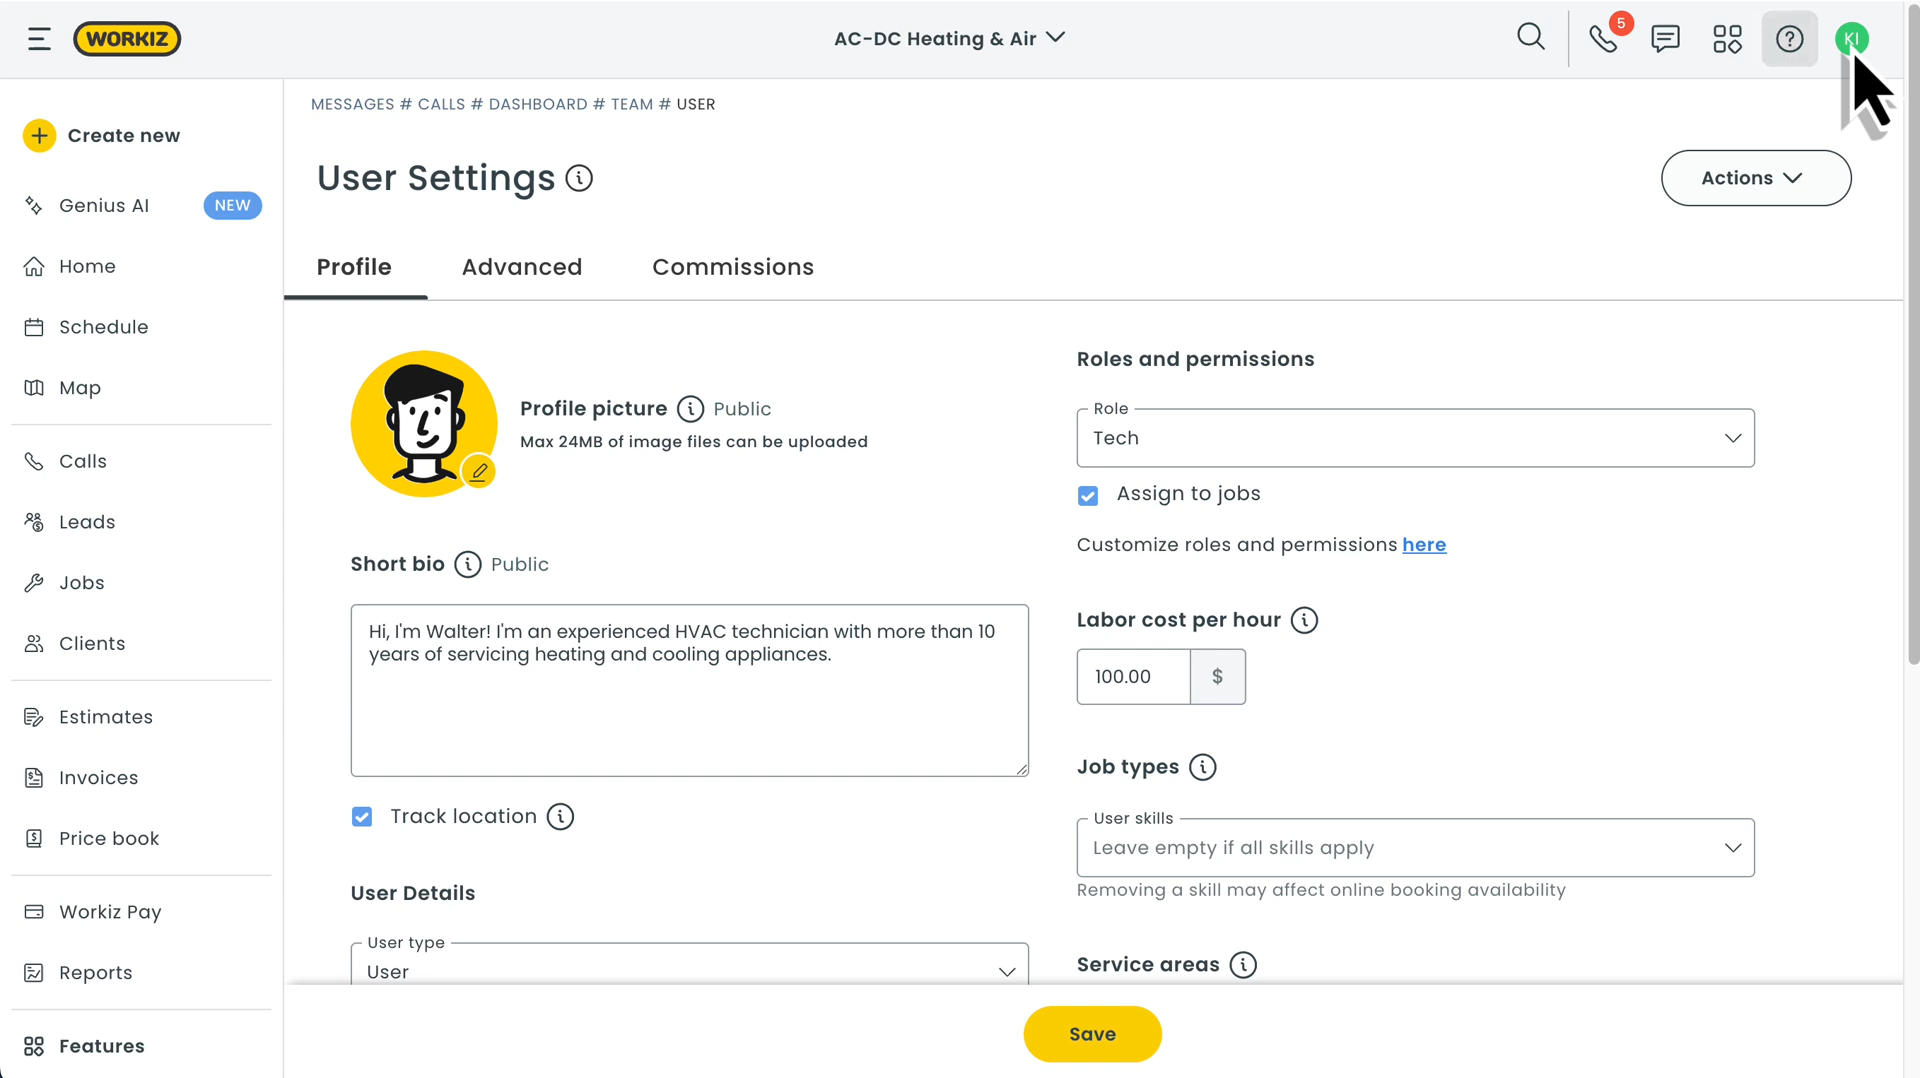 WORKIZ
AC-DC Heating & Air
5
KI
Create new
Genius AI NEW
Home
Schedule
Map
Calls
Leads
Jobs
Clients
Estimates
Invoices
Price book
Workiz Pay
Reports
Features
MESSAGES # CALLS # DASHBOARD # TEAM # USER
User Settings
Actions
Profile Advanced Commissions
Profile picture Public
Max 24MB of image files can be uploaded
Short bio Public
Hi, I'm Walter! I'm an experienced HVAC technician with more than 10
years of servicing heating and cooling appliances.
Track location
User Details
User type
User
Roles and permissions
Role
Tech
Assign to jobs
Customize roles and permissions here
Labor cost per hour
100.00 $
Job types
User skills
Leave empty if all skills apply
Removing a skill may affect online booking availability
Service areas
Save